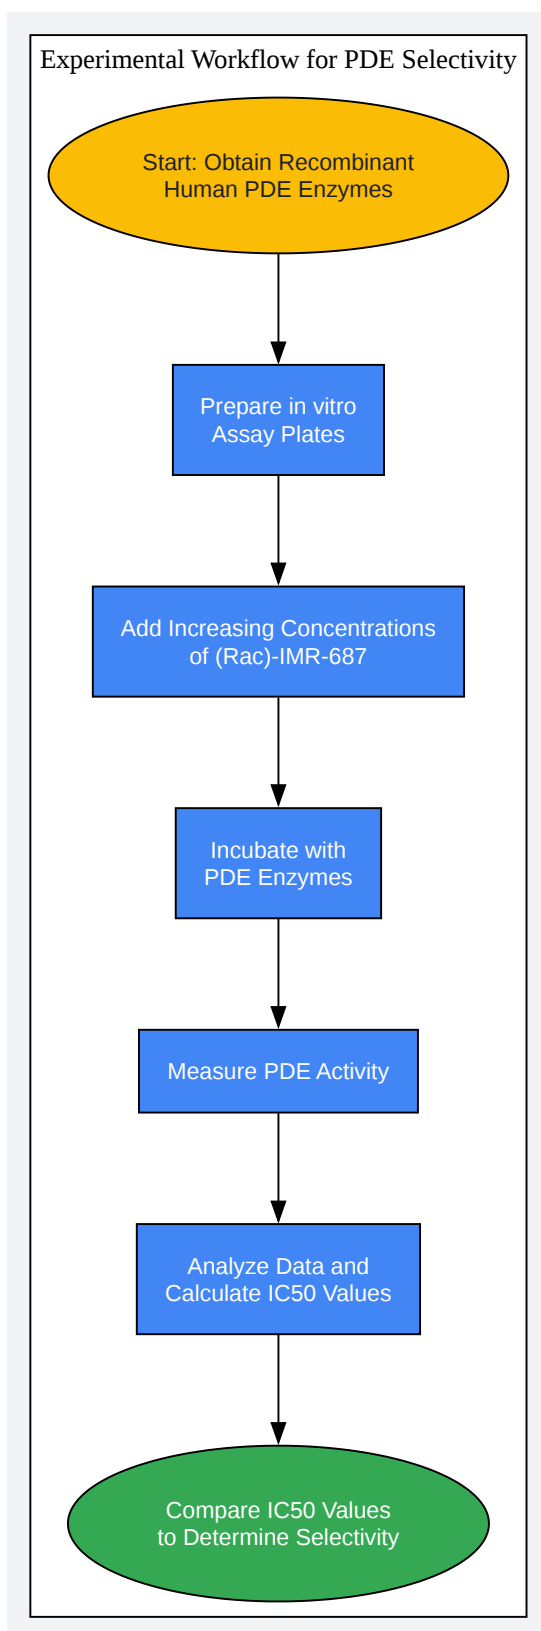 Experimental Workflow for PDE Selectivity
Start: Obtain Recombinant
Human PDE Enzymes
Prepare in vitro
Assay Plates
Add Increasing Concentrations
of (Rac)-IMR-687
Incubate with
PDE Enzymes
Measure PDE Activity
Analyze Data and
Calculate IC50 Values
Compare IC50 Values
to Determine Selectivity